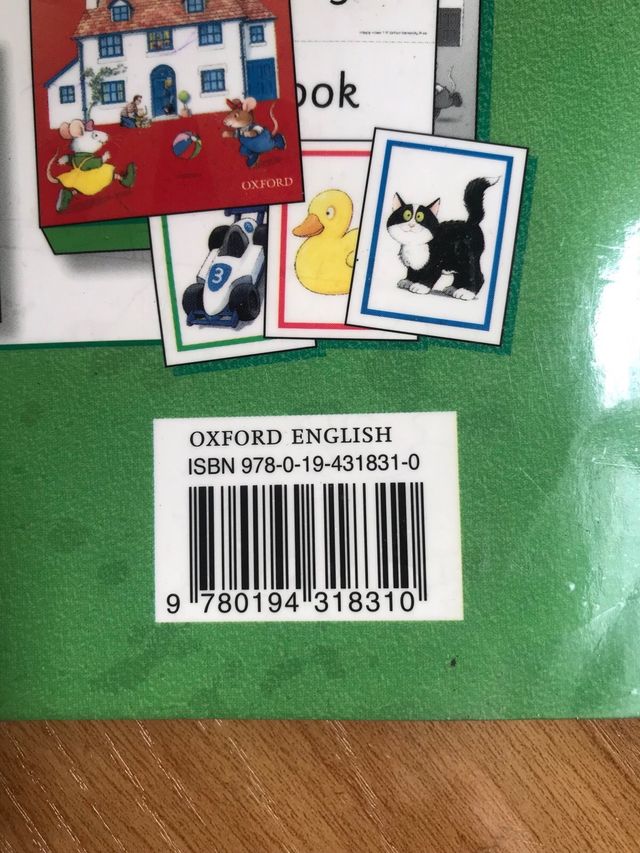 ook
OXFORD
3
OXFORD ENGLISH
ISBN 978-0-19-431831-0
9 780194 318310